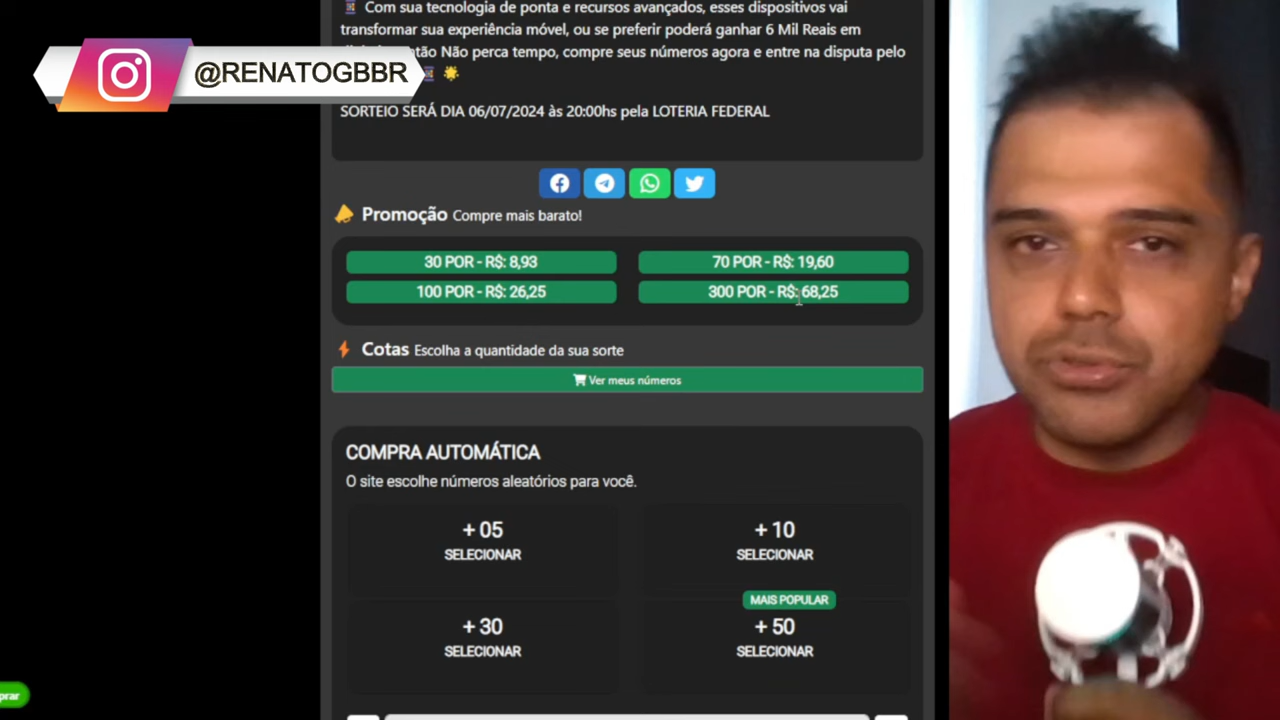 Com sua tecnologia de ponta e recursos avançados, esses dispositivos vai
transformar sua experiência móvel, ou se preferir poderá ganhar 6 Mil Reais em
Não perca tempo, compre seus números agora e entre na disputa pelo
@RENATOGBBR
SORTEIO SERÁ DIA 06/07/2024 às 20:00hs pela LOTERIA FEDERAL
Promoção Compre mais barato!
30 POR - R$: 8,93
70 POR - R$: 19,60
100 POR - R$: 26,25
300 POR - R$: 68,25
Cotas Escolha a quantidade da sua sorte
Ver meus números
COMPRA AUTOMÁTICA
O site escolhe números aleatórios para você.
+ 05
SELECIONAR
+ 10
SELECIONAR
+ 30
SELECIONAR
MAIS POPULAR
+ 50
SELECIONAR